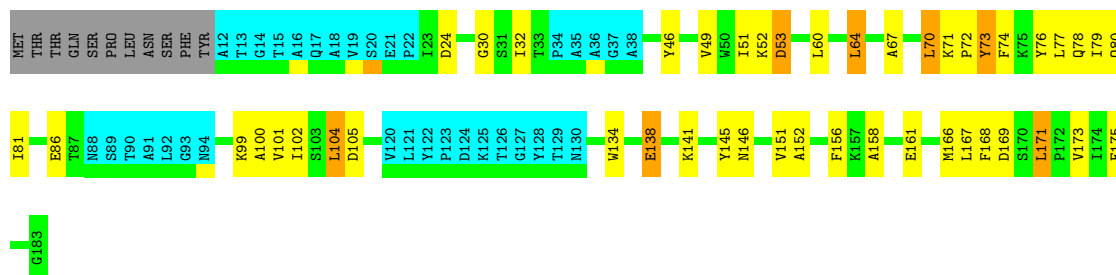 MET THR THR GLN SER PRO LEU ASN SER PHE TYR A12 T13 G14 T15 A16 Q17 A18 V19 S20 E21 P22 I23 D24 G30 S31 I32 T33 P34 A35 A36 G37 A38 Y46 V49 W50 I51 K52 D53 L60 L64 A67 L70 K71 P72 Y73 F74 K75 Y76 L77 Q78 I79
I81 E86 T87 N88 S89 T90 A91 L92 G93 N94 K99 A100 V101 I102 S103 L104 D105 V120 L121 Y122 P123 D124 K125 T126 G127 Y128 T129 N130 W134 E138 K141 Y145 N146 V151 A152 F156 K157 A158 E161 M166 L167 F168 D169 S170 L171 P172 V173 I174
G183